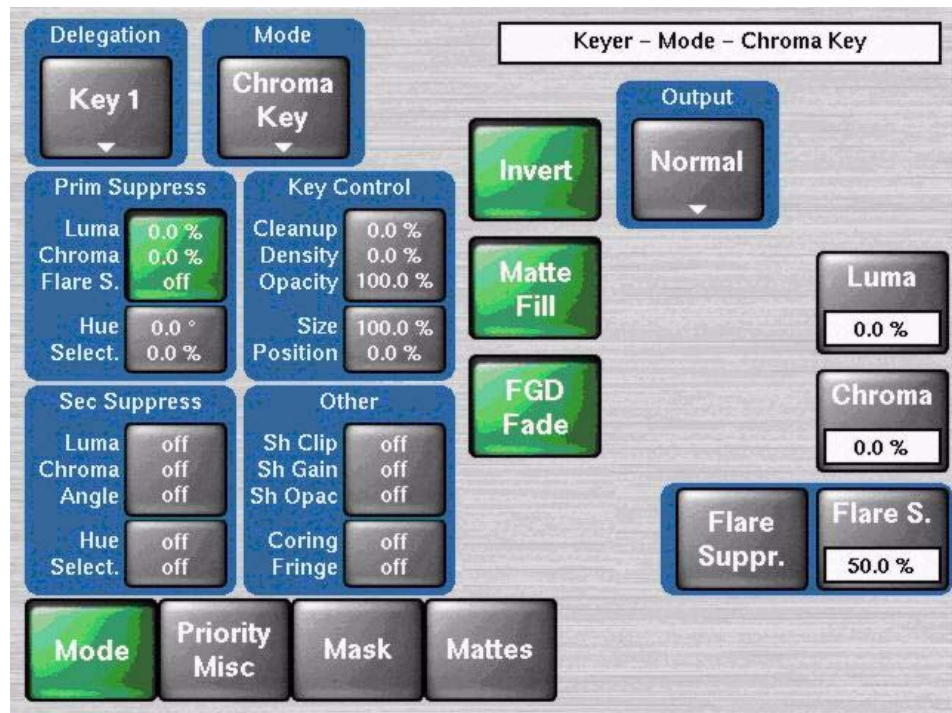 Delegation
Key 1
Mode
Chroma
Key
Keyer – Mode – Chroma Key
Output
Normal
Invert
Matte
Fill
FGD
Fade
Prim Suppress
Luma 0.0 %
Chroma 0.0 %
Flare S. off
Hue 0.0 °
Select. 0.0 %
Key Control
Cleanup 0.0 %
Density 0.0 %
Opacity 100.0 %
Size 100.0 %
Position 0.0 %
Sec Suppress
Luma off
Chroma off
Angle off
Hue off
Select. off
Other
Sh Clip off
Sh Gain off
Sh Opac off
Coring off
Fringe off
Luma
0.0 %
Chroma
0.0 %
Flare
Suppr.
Flare S.
50.0 %
Mode
Priority
Misc
Mask
Mattes